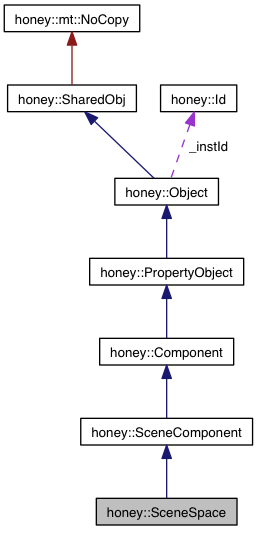 honey::mt::NoCopy
honey::SharedObj
honey::Id
_instId
honey::Object
honey::PropertyObject
honey::Component
honey::SceneComponent
honey::SceneSpace